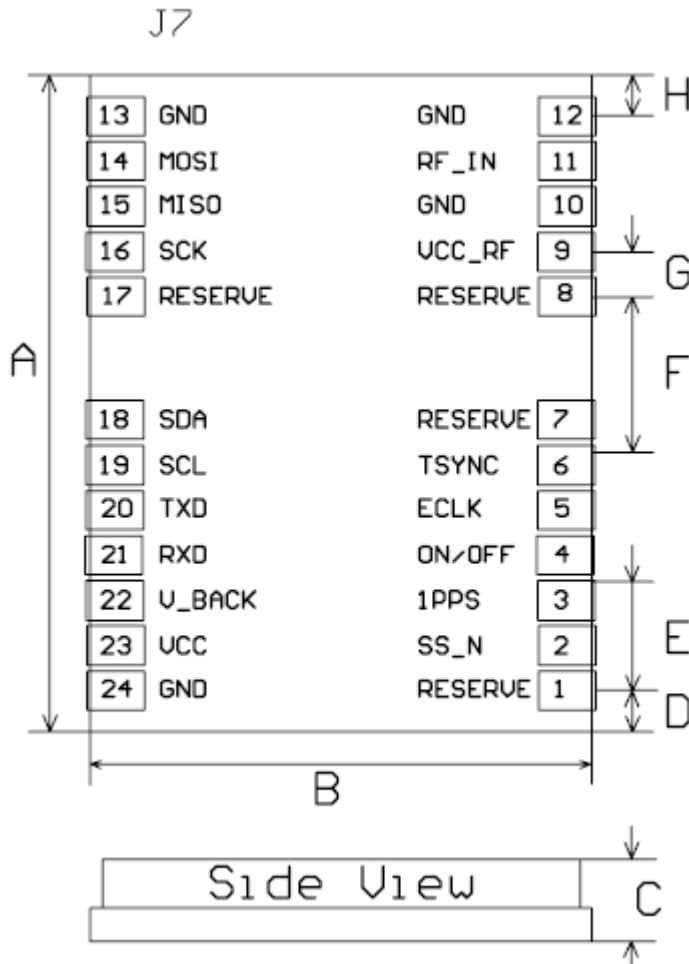 J7
H
13 GND GND 12
14 MOSI RF_IN 11
15 MISO GND 10
16 SCK VCC_RF 9
G
17 RESERVE RESERVE 8
A
F
18 SDA RESERVE 7
19 SCL TSYNC 6
20 TXD ECLK 5
21 RXD ON/OFF 4
22 V_BACK 1PPS 3
E
23 VCC SS_N 2
24 GND RESERVE 1
D
B
Side View
C